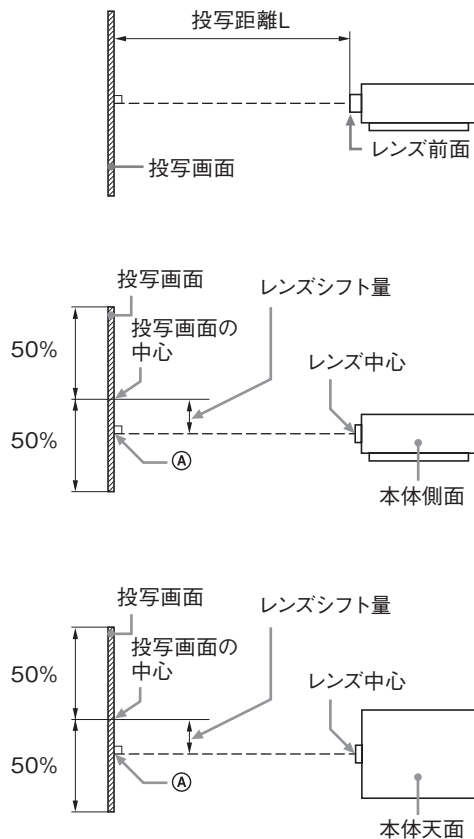 投写距離L
レンズ前面
投写画面
投写画面
レンズシフト量
投写画面の
中心
レンズ中心
50%
50%
Ⓐ
本体側面
投写画面
レンズシフト量
投写画面の
中心
レンズ中心
50%
50%
Ⓐ
本体天面